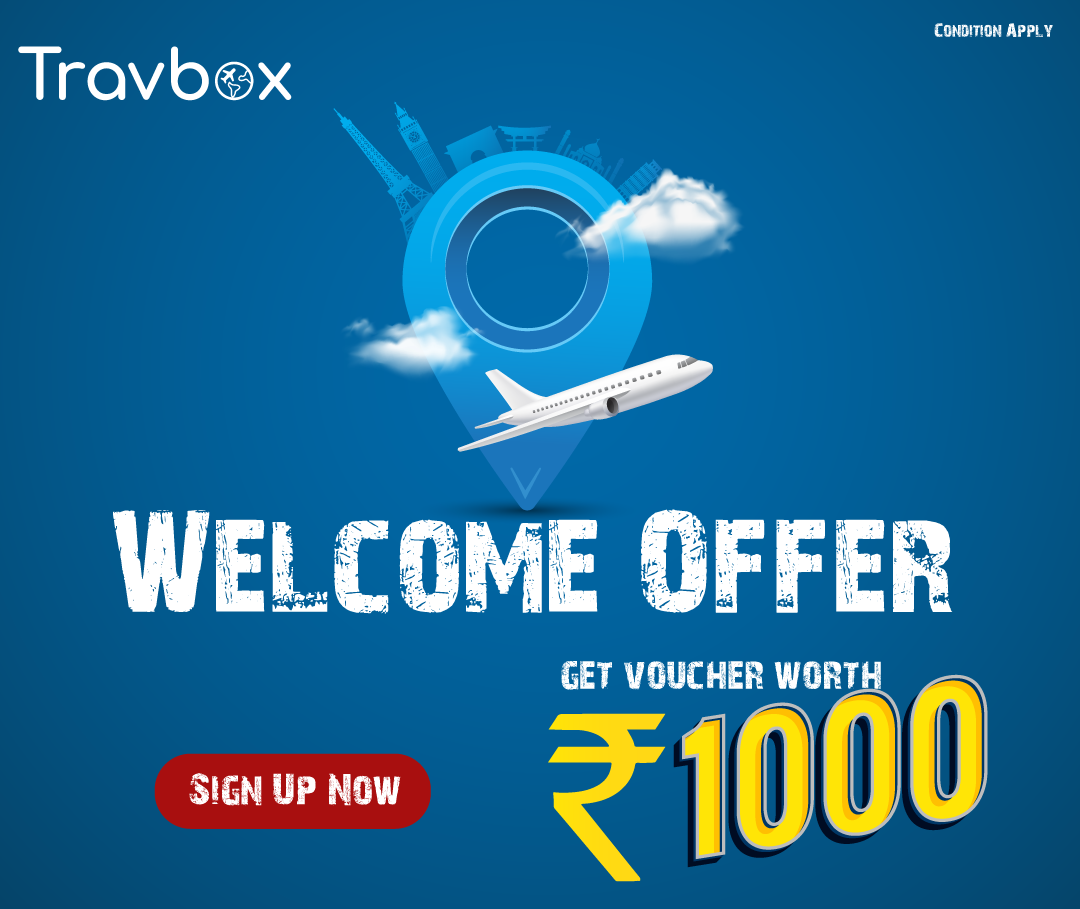 Condition Apply
Travbox
Welcome Offer
Get voucher worth
₹1000
Sign Up Now